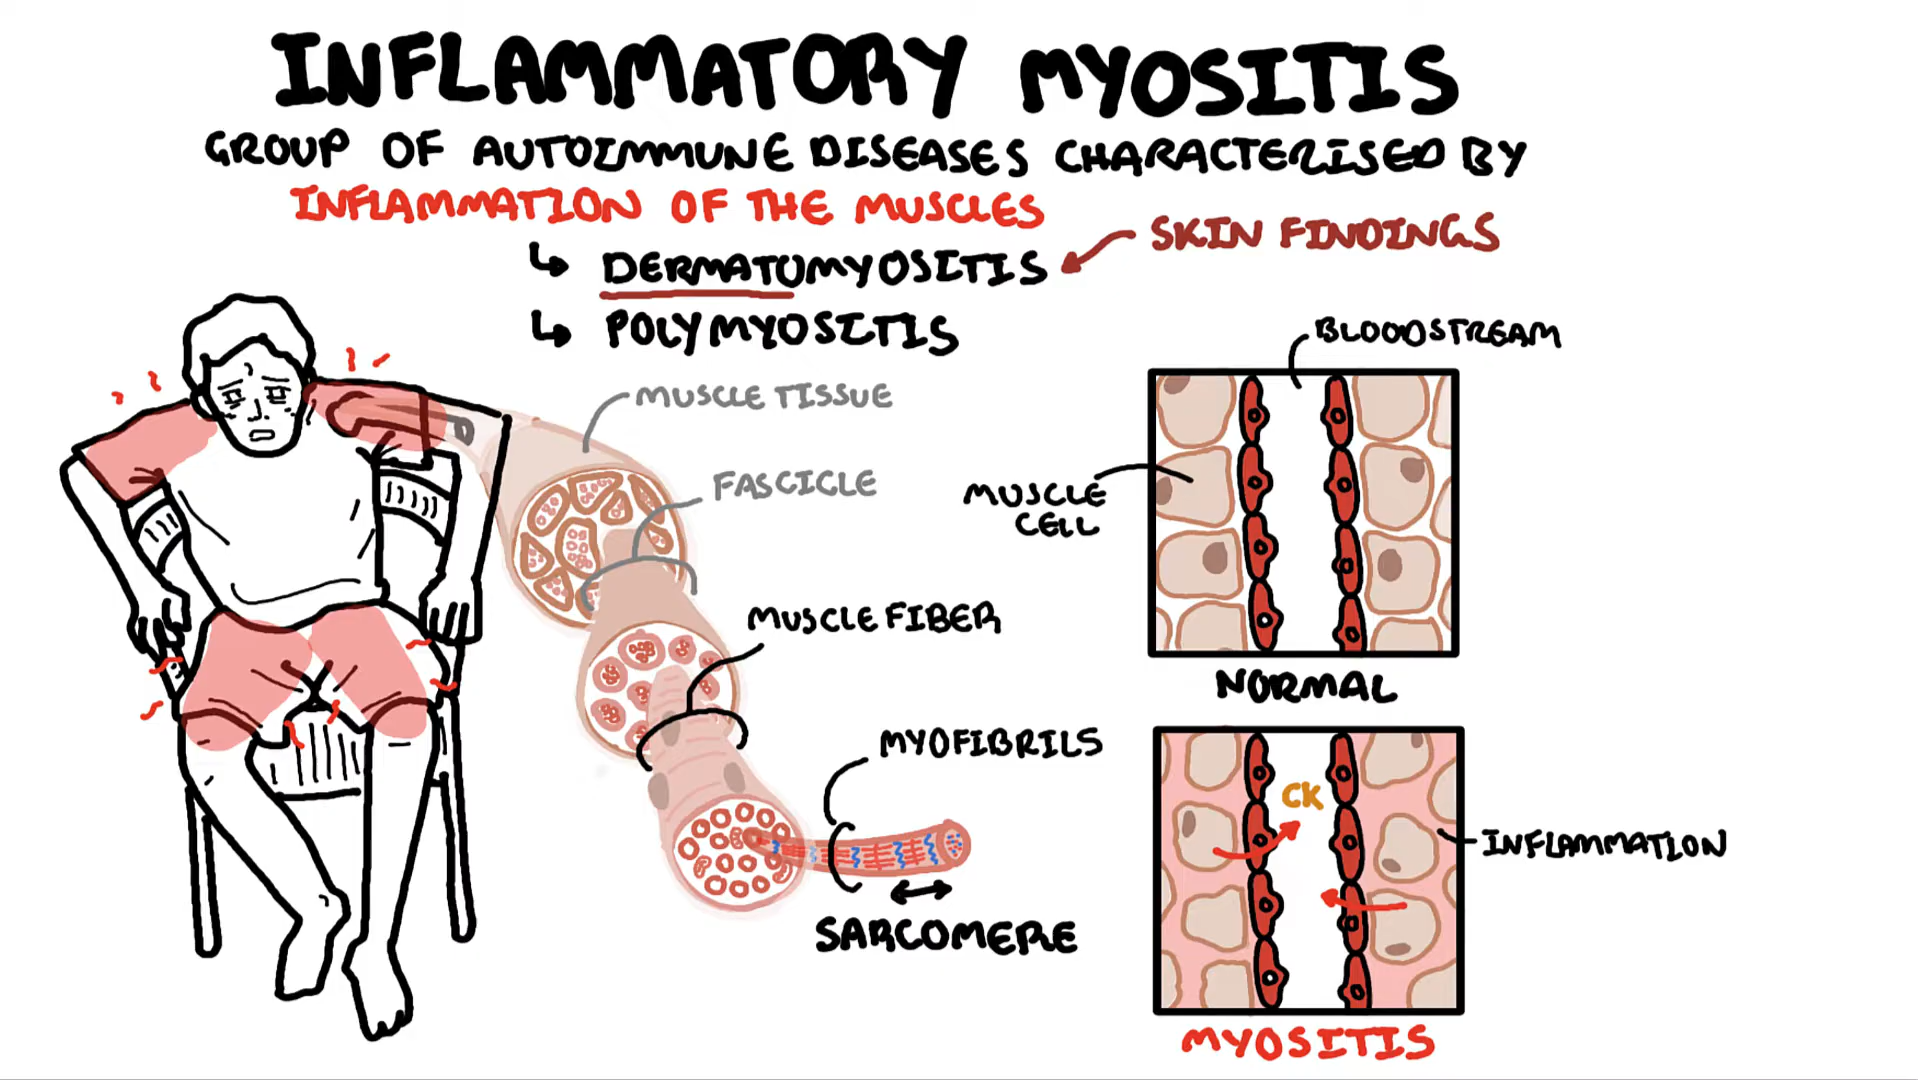 INFLAMMATORY MYOSITIS
GROUP OF AUTOIMMUNE DISEASES CHARACTERISED BY
INFLAMMATION OF THE MUSCLES
↳ DERMATOMYOSITIS
SKIN FINDINGS
↳ POLYMYOSITIS
MUSCLE TISSUE
FASCICLE
MUSCLE FIBER
MYOFIBRILS
SARCOMERE
BLOODSTREAM
MUSCLE
CELL
NORMAL
CK
INFLAMMATION
MYOSITIS